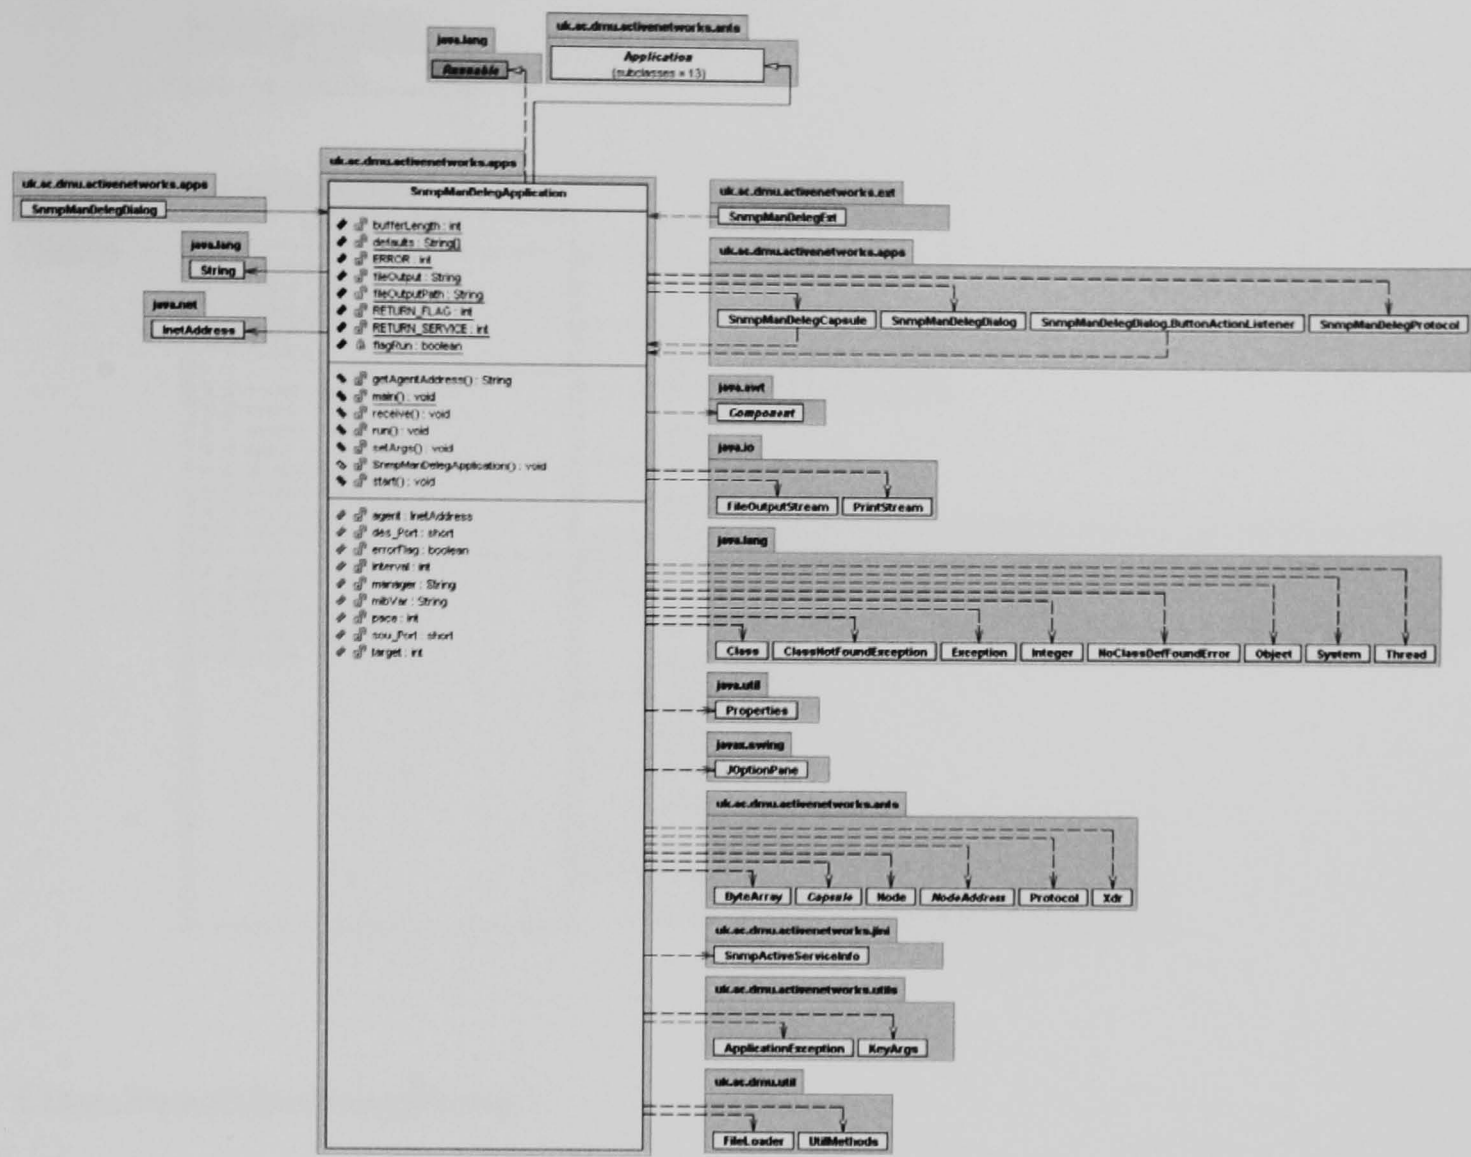 uk.ac.dmu.activenetworks.ants
java.lang
Application
(subclasses = 13)
Runnable
uk.ac.dmu.activenetworks.apps
uk.ac.dmu.activenetworks.apps
SnmpManDelegDialog
java.lang
String
java.net
InetAddress
SnmpManDelegApplication
bufferLength : int
defaults : String[]
ERROR : int
fileOutput : String
fileOutputPath : String
RETURN_FLAG : int
RETURN_SERVICE : int
flagRun : boolean
getAgentAddress() : String
main() : void
receive() : void
run() : void
setArgs() : void
SnmpManDelegApplication() : void
start() : void
agent : InetAddress
des_Port : short
errorFlag : boolean
interval : int
manager : String
mibVar : String
pace : int
sou_Port : short
target : int
uk.ac.dmu.activenetworks.ext
SnmpManDelegExt
uk.ac.dmu.activenetworks.apps
SnmpManDelegCapsule SnmpManDelegDialog SnmpManDelegDialog.ButtonActionListener SnmpManDelegProtocol
java.awt
Component
java.io
FileOutputStream PrintStream
java.lang
Class ClassNotFoundException Exception Integer NoClassDefFoundError Object System Thread
java.util
Properties
javax.swing
JOptionPane
uk.ac.dmu.activenetworks.ants
ByteArray Capsule Node NodeAddress Protocol Xdr
uk.ac.dmu.activenetworks.jini
SnmpActiveServiceInfo
uk.ac.dmu.activenetworks.utils
ApplicationException KeyArgs
uk.ac.dmu.util
FileLoader UtilMethods